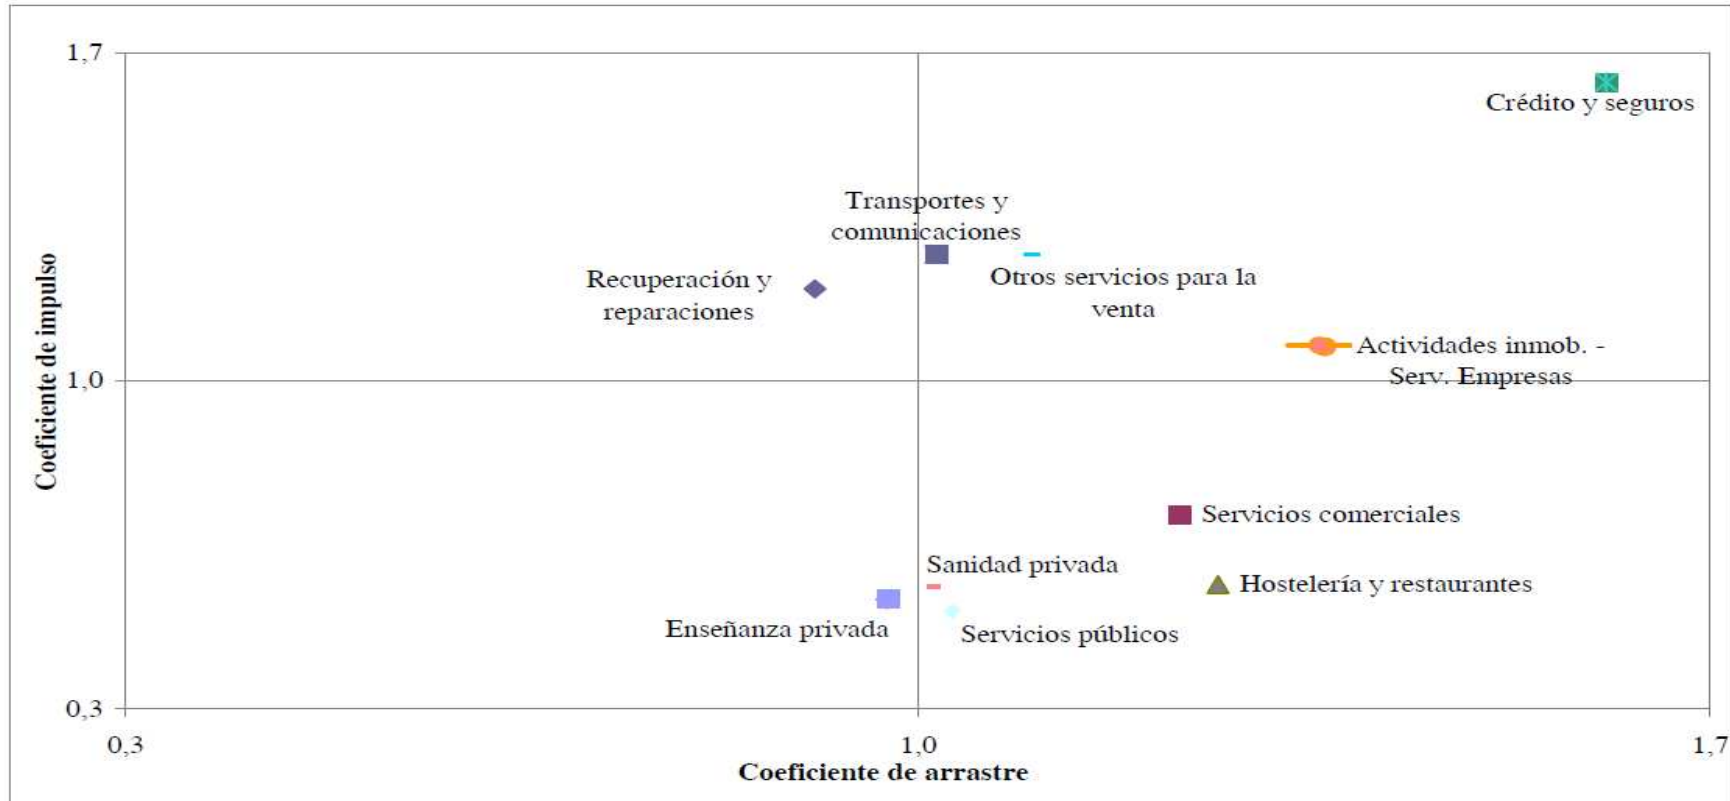 1,7
Crédito y seguros
Transportes y
comunicaciones
Recuperación y
reparaciones
Otros servicios para la
venta
Coeficiente de impulso
Actividades inmob. -
Serv. Empresas
1,0
Servicios comerciales
Sanidad privada
Hostelería y restaurantes
Enseñanza privada
Servicios públicos
0,3
0,3
1,0
1,7
Coeficiente de arrastre